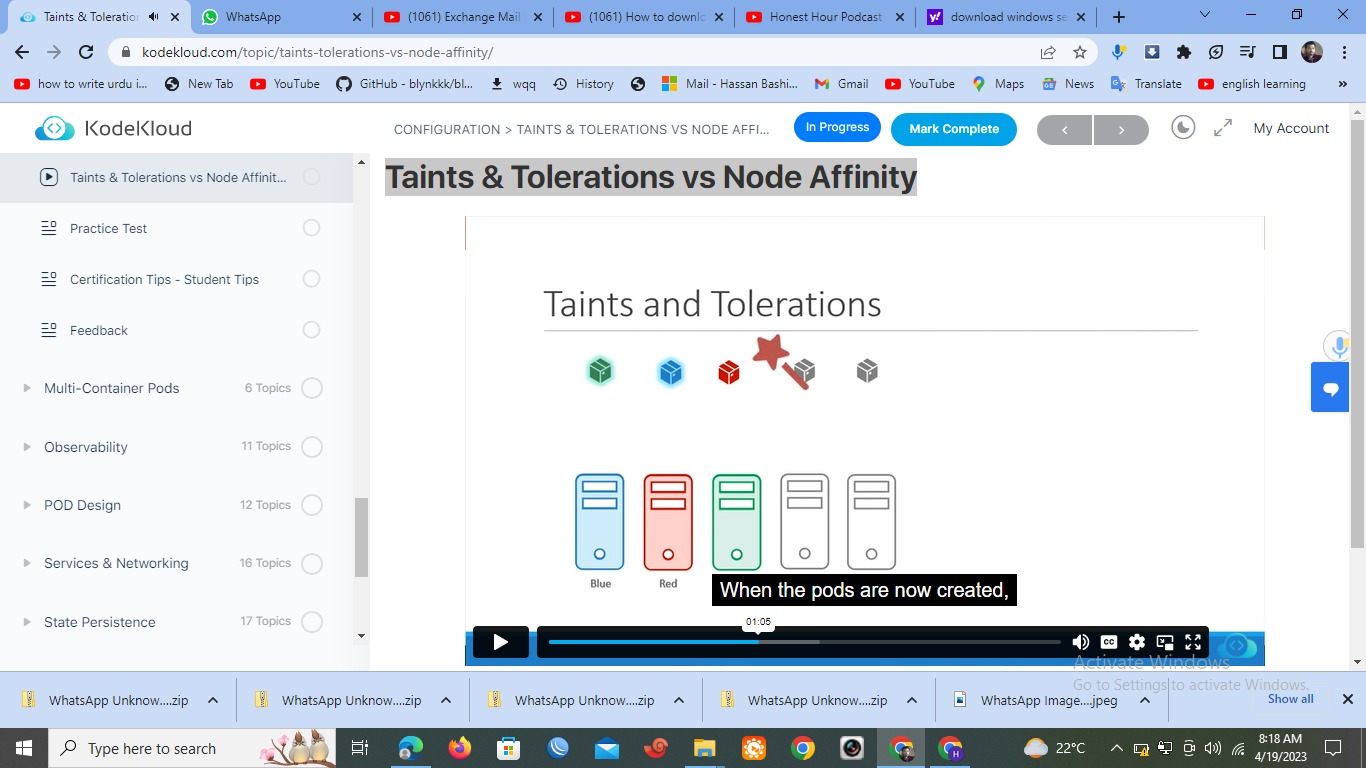 Taints & Toleration
WhatsApp
(1061) Exchange Mail
(1061) How to downlo
Honest Hour Podcast
download windows se
kodekloud.com/topic/taints-tolerations-vs-node-affinity/
how to write urdu i...
New Tab
YouTube
GitHub - blynkkk/bl...
wqq
History
Mail - Hassan Bashi...
Gmail
YouTube
Maps
News
Translate
english learning
»
KodeKloud
CONFIGURATION > TAINTS & TOLERATIONS VS NODE AFFI...
In Progress
Mark Complete
My Account
Taints & Tolerations vs Node Affinit...
Practice Test
Certification Tips - Student Tips
Feedback
Multi-Container Pods 6 Topics
Observability 11 Topics
POD Design 12 Topics
Services & Networking 16 Topics
State Persistence 17 Topics
Taints & Tolerations vs Node Affinity
Taints and Tolerations
Blue
Red
When the pods are now created,
01:05
CC
Activate Windows
Go to Settings to activate Windows.
WhatsApp Unknow....zip
WhatsApp Unknow....zip
WhatsApp Unknow....zip
WhatsApp Unknow....zip
WhatsApp Image....jpeg
Show all
Type here to search
H
22°C
8:18 AM
4/19/2023